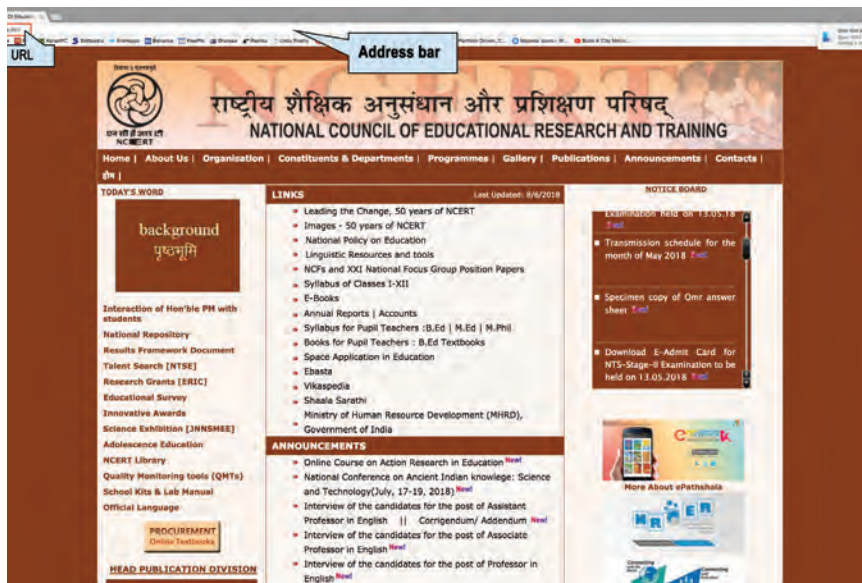 URL
Address bar
राष्ट्रीय शैक्षिक अनुसंधान और प्रशिक्षण परिषद्
NATIONAL COUNCIL OF EDUCATIONAL RESEARCH AND TRAINING
NCERT
Home | About Us | Organisation | Constituents & Departments | Programmes | Gallery | Publications | Announcements | Contacts |
होम |
TODAY'S WORD
background
पृष्ठभूमि
Interaction of Hon'ble PM with
students
National Repository
Results Framework Document
Talent Search [NTSE]
Research Grants [ERIC]
Educational Survey
Innovative Awards
Science Exhibition [JNNSMEE]
Adolescence Education
NCERT Library
Quality Monitoring tools (QMTs)
School Kits & Lab Manual
Official Language
PROCUREMENT
Online Textbooks
HEAD PUBLICATION DIVISION
LINKS Last Updated: 8/6/2018
Leading the Change, 50 years of NCERT
Images - 50 years of NCERT
National Policy on Education
Linguistic Resources and tools
NCFs and XXI National Focus Group Position Papers
Syllabus of Classes I-XII
E-Books
Annual Reports | Accounts
Syllabus for Pupil Teachers :B.Ed | M.Ed | M.Phil
Books for Pupil Teachers : B.Ed Textbooks
Space Application in Education
Ebasta
Vikaspedia
Shaala Sarathi
Ministry of Human Resource Development (MHRD),
Government of India
ANNOUNCEMENTS
Online Course on Action Research in Education New!
National Conference on Ancient Indian knowlege: Science
and Technology(July, 17-19, 2018) New!
Interview of the candidates for the post of Assistant
Professor in English || Corrigendum/ Addendum New!
Interview of the candidates for the post of Associate
Professor in English New!
Interview of the candidates for the post of Professor in
English New!
NOTICE BOARD
Examination held on 13.05.18
Transmission schedule for the
month of May 2018
Specimen copy of Omr answer
sheet
Download E-Admit Card for
NTS-Stage-II Examination to be
held on 13.05.2018
More About ePathshala